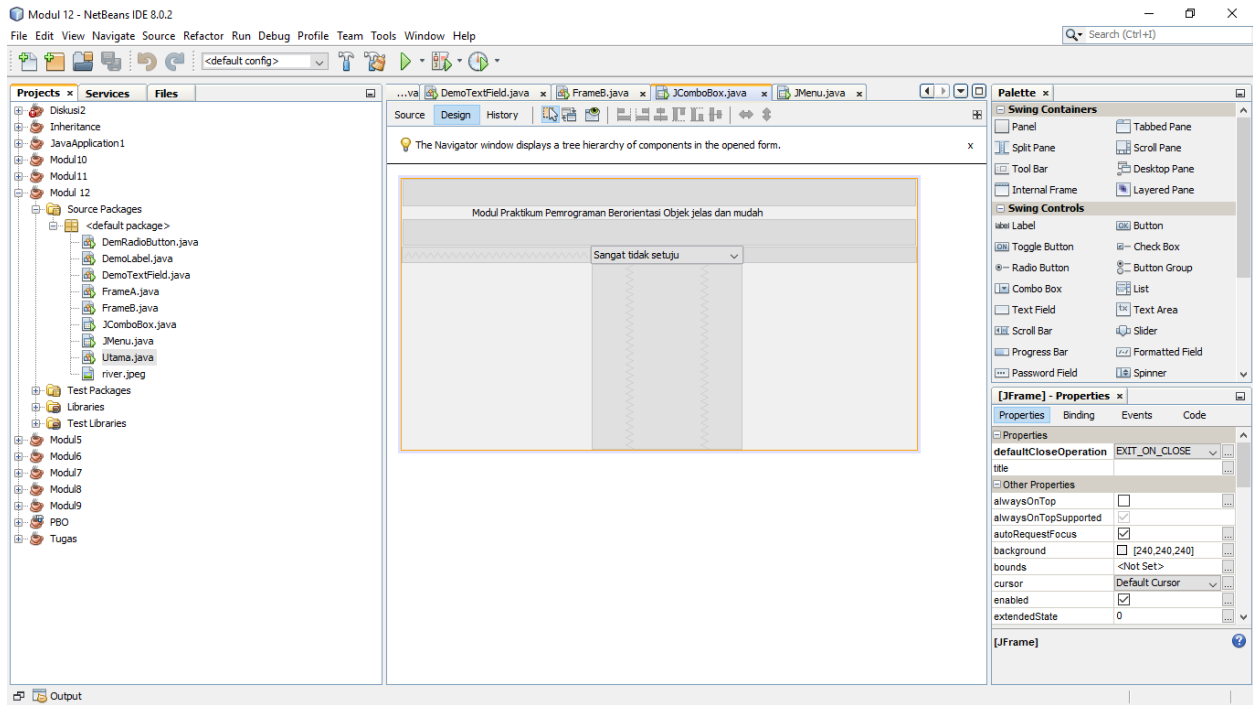 Modul 12 - NetBeans IDE 8.0.2
File Edit View Navigate Source Refactor Run Debug Profile Team Tools Window Help
Search (Ctrl+I)
<default config>
Projects Services Files
Diskusi2
Inheritance
JavaApplication1
Modul10
Modul11
Modul 12
Source Packages
<default package>
DemRadioButton.java
DemoLabel.java
DemoTextField.java
FrameA.java
FrameB.java
JComboBox.java
JMenu.java
Utama.java
river.jpeg
Test Packages
Libraries
Test Libraries
Modul5
Modul6
Modul7
Modul8
Modul9
PBO
Tugas
...va DemoTextField.java FrameB.java JComboBox.java JMenu.java
Source Design History
The Navigator window displays a tree hierarchy of components in the opened form. x
Modul Praktikum Pemrograman Berorientasi Objek jelas dan mudah
Sangat tidak setuju
Palette
Swing Containers
Panel Tabbed Pane
Split Pane Scroll Pane
Tool Bar Desktop Pane
Internal Frame Layered Pane
Swing Controls
label Label OK Button
ON Toggle Button Check Box
Radio Button Button Group
Combo Box List
Text Field Text Area
Scroll Bar Slider
Progress Bar Formatted Field
Password Field Spinner
[JFrame] - Properties
Properties Binding Events Code
Properties
defaultCloseOperation EXIT_ON_CLOSE ...
title ...
Other Properties
alwaysOnTop ...
alwaysOnTopSupported
autoRequestFocus ...
background [240,240,240] ...
bounds <Not Set> ...
cursor Default Cursor ...
enabled ...
extendedState 0 ...
[JFrame]
Output